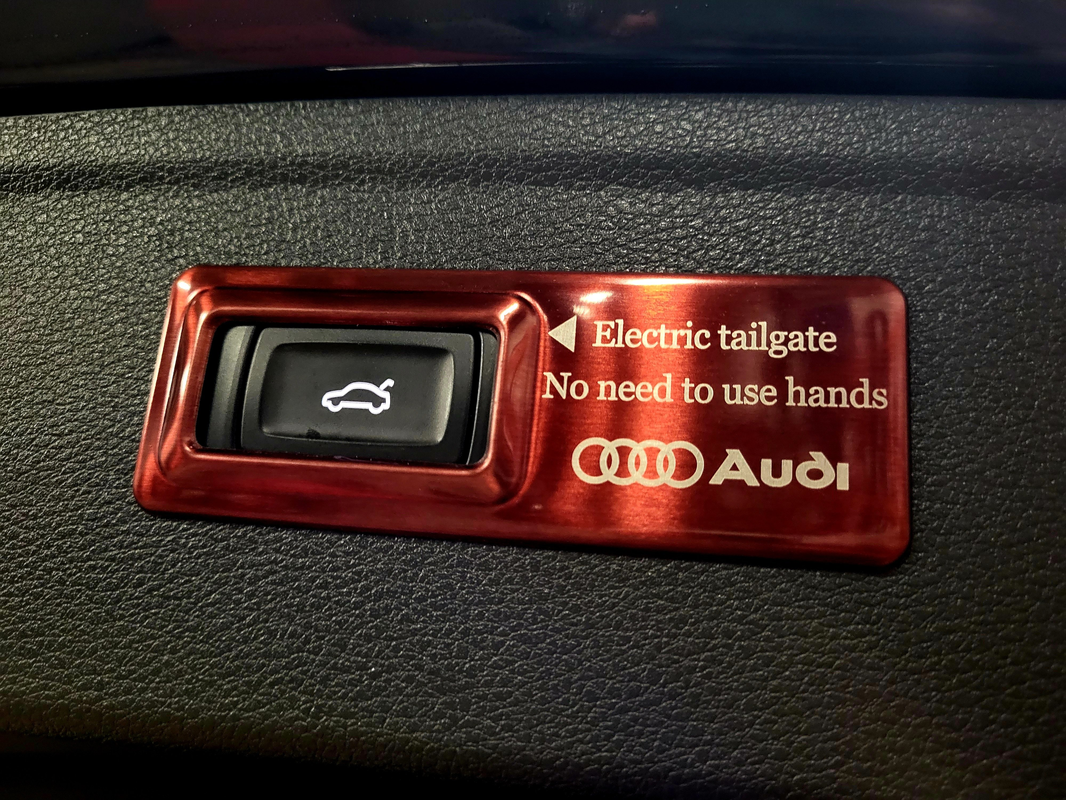 Electric tailgate
No need to use hands
Audi